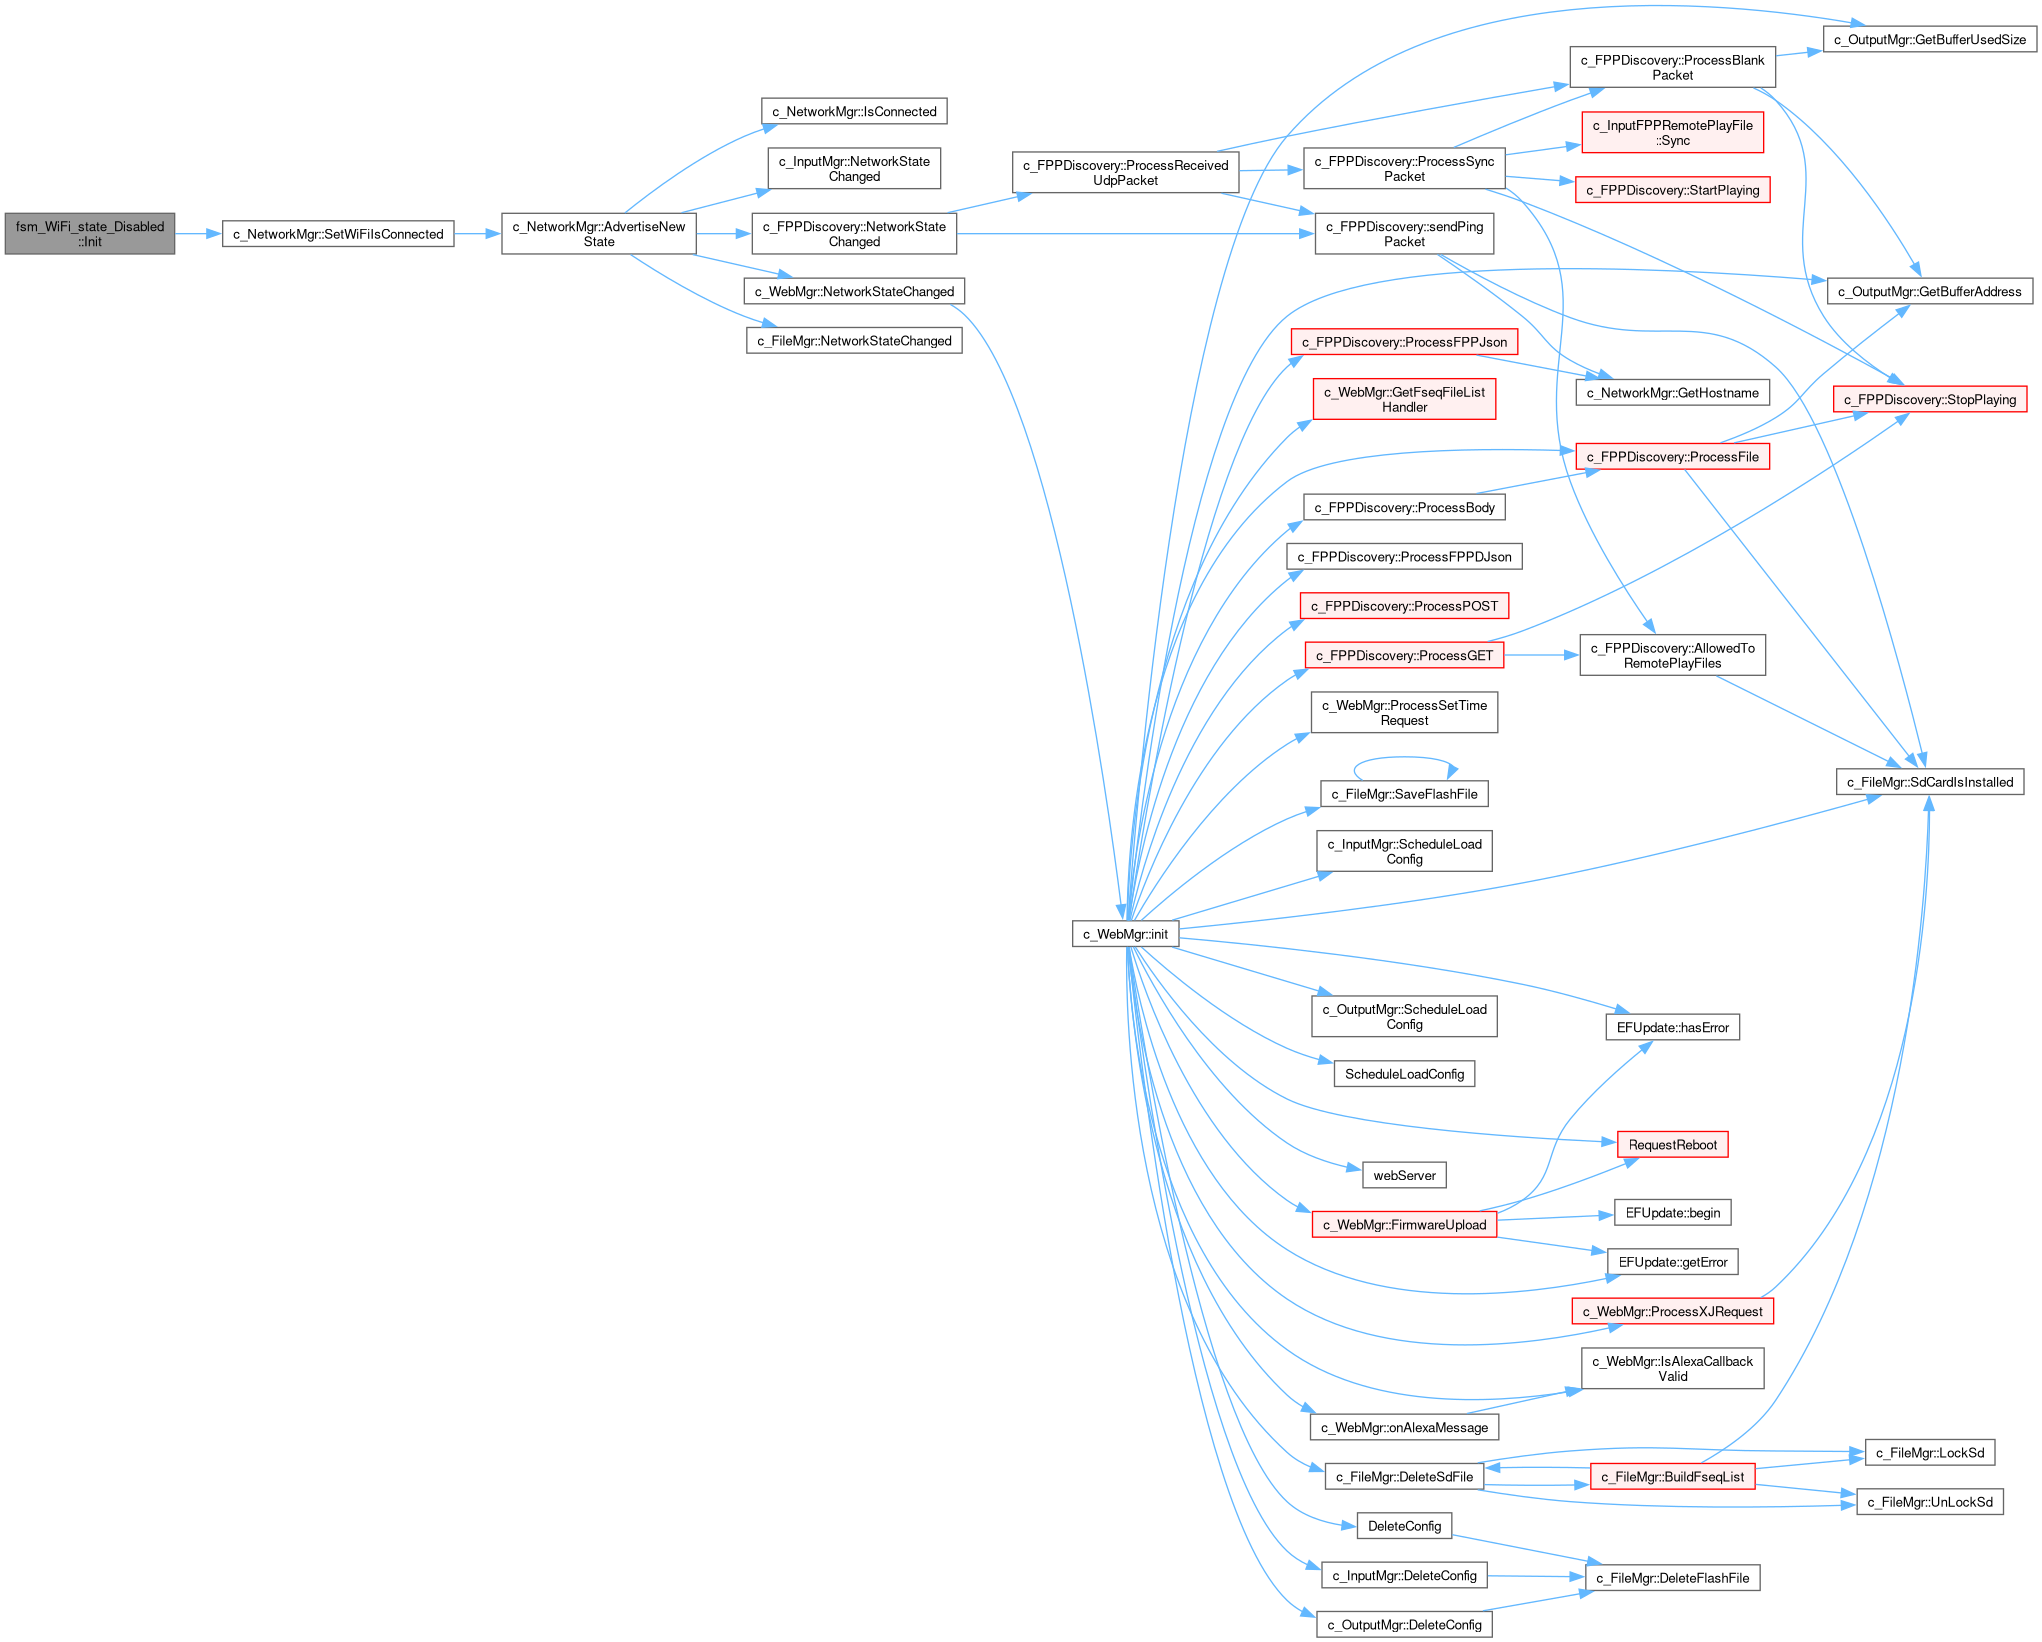 fsm_WiFi_state_Disabled
::Init
c_NetworkMgr::SetWiFiIsConnected
c_NetworkMgr::AdvertiseNew
State
c_NetworkMgr::IsConnected
c_InputMgr::NetworkState
Changed
c_FPPDiscovery::NetworkState
Changed
c_WebMgr::NetworkStateChanged
c_FileMgr::NetworkStateChanged
c_FPPDiscovery::ProcessReceived
UdpPacket
c_WebMgr::init
c_FPPDiscovery::ProcessSync
Packet
c_FPPDiscovery::sendPing
Packet
c_FPPDiscovery::ProcessFPPJson
c_WebMgr::GetFseqFileList
Handler
c_FPPDiscovery::ProcessBody
c_FPPDiscovery::ProcessFPPDJson
c_FPPDiscovery::ProcessPOST
c_FPPDiscovery::ProcessGET
c_WebMgr::ProcessSetTime
Request
c_FileMgr::SaveFlashFile
c_InputMgr::ScheduleLoad
Config
c_OutputMgr::ScheduleLoad
Config
ScheduleLoadConfig
webServer
c_WebMgr::FirmwareUpload
c_WebMgr::onAlexaMessage
c_FileMgr::DeleteSdFile
DeleteConfig
c_InputMgr::DeleteConfig
c_OutputMgr::DeleteConfig
c_FPPDiscovery::ProcessBlank
Packet
c_InputFPPRemotePlayFile
::Sync
c_FPPDiscovery::StartPlaying
c_NetworkMgr::GetHostname
c_FPPDiscovery::ProcessFile
c_FPPDiscovery::AllowedTo
RemotePlayFiles
EFUpdate::hasError
RequestReboot
EFUpdate::begin
EFUpdate::getError
c_WebMgr::ProcessXJRequest
c_WebMgr::IsAlexaCallback
Valid
c_FileMgr::BuildFseqList
c_FileMgr::DeleteFlashFile
c_OutputMgr::GetBufferUsedSize
c_OutputMgr::GetBufferAddress
c_FPPDiscovery::StopPlaying
c_FileMgr::SdCardIsInstalled
c_FileMgr::LockSd
c_FileMgr::UnLockSd